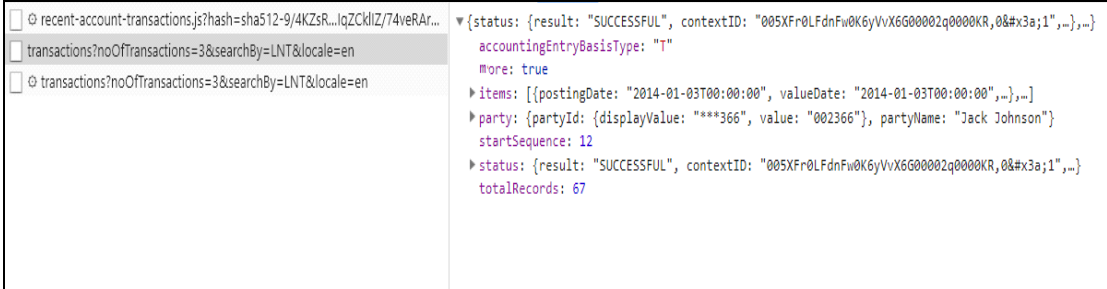 recent-account-transactions.js?hash=sha512-9/4KZsR...IqZCklIZ/74veRAr...
transactions?noOfTransactions=3&searchBy=LNT&locale=en
transactions?noOfTransactions=3&searchBy=LNT&locale=en
{status: {result: "SUCCESSFUL", contextID: "005XFr0LFdnFw0K6yVvX6G00002q0000KR,0&#x3a;1",…},…}
accountingEntryBasisType: "T"
more: true
items: [{postingDate: "2014-01-03T00:00:00", valueDate: "2014-01-03T00:00:00",…},…]
party: {partyId: {displayValue: "***366", value: "002366"}, partyName: "Jack Johnson"}
startSequence: 12
status: {result: "SUCCESSFUL", contextID: "005XFr0LFdnFw0K6yVvX6G00002q0000KR,0&#x3a;1",…}
totalRecords: 67